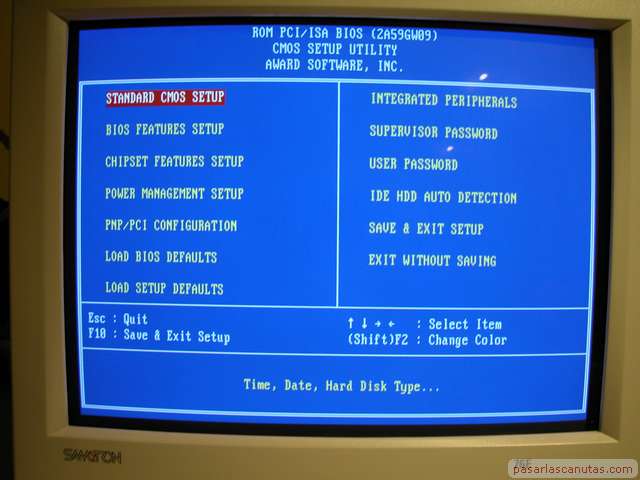 ROM PCI/ISA BIOS (2A59GW09)
CMOS SETUP UTILITY
AWARD SOFTWARE, INC.
STANDARD CMOS SETUP
BIOS FEATURES SETUP
CHIPSET FEATURES SETUP
POWER MANAGEMENT SETUP
PNP/PCI CONFIGURATION
LOAD BIOS DEFAULTS
LOAD SETUP DEFAULTS
INTEGRATED PERIPHERALS
SUPERVISOR PASSWORD
USER PASSWORD
IDE HDD AUTO DETECTION
SAVE & EXIT SETUP
EXIT WITHOUT SAVING
Esc : Quit
F10 : Save & Exit Setup
↑ ↓ → ← : Select Item
(Shift)F2 : Change Color
Time, Date, Hard Disk Type...
SAMTRON
76E
pasarlascanutas.com